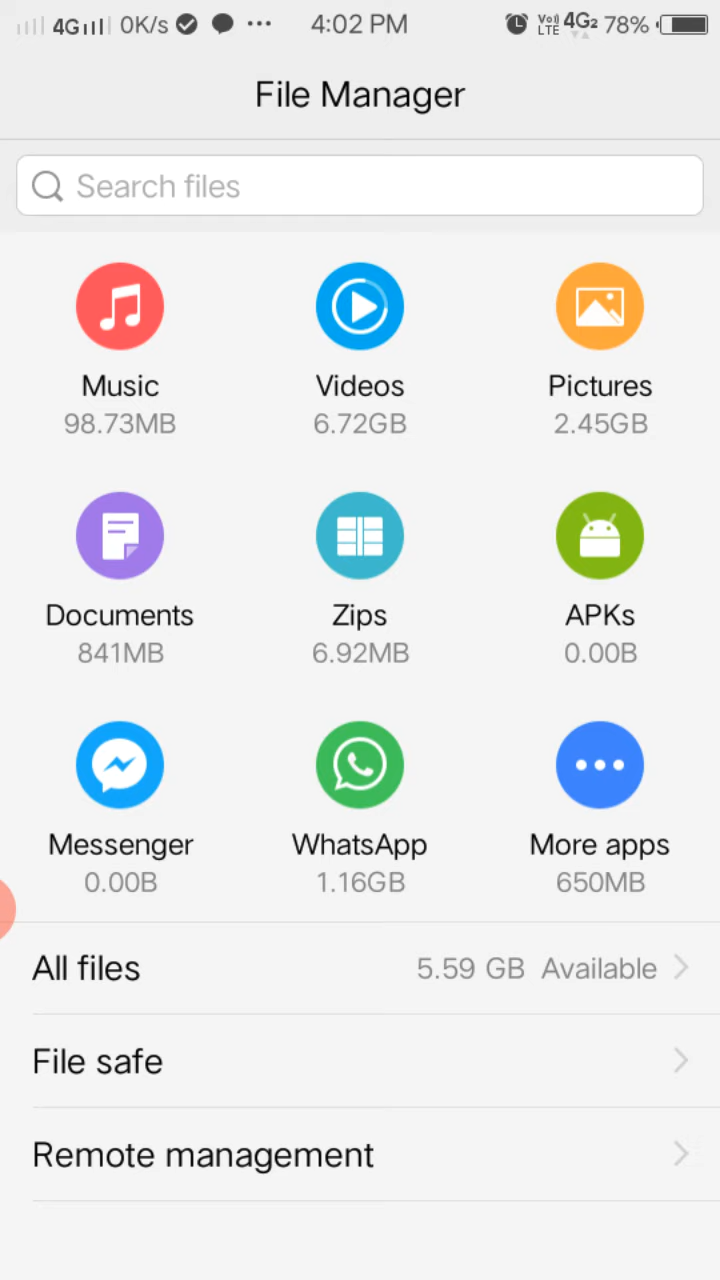 4G 0K/s 4:02 PM Vo) LTE 4G2 78%
File Manager
Search files
Music Videos Pictures
98.73MB 6.72GB 2.45GB
Documents Zips APKs
841MB 6.92MB 0.00B
Messenger WhatsApp More apps
0.00B 1.16GB 650MB
All files 5.59 GB Available
File safe
Remote management